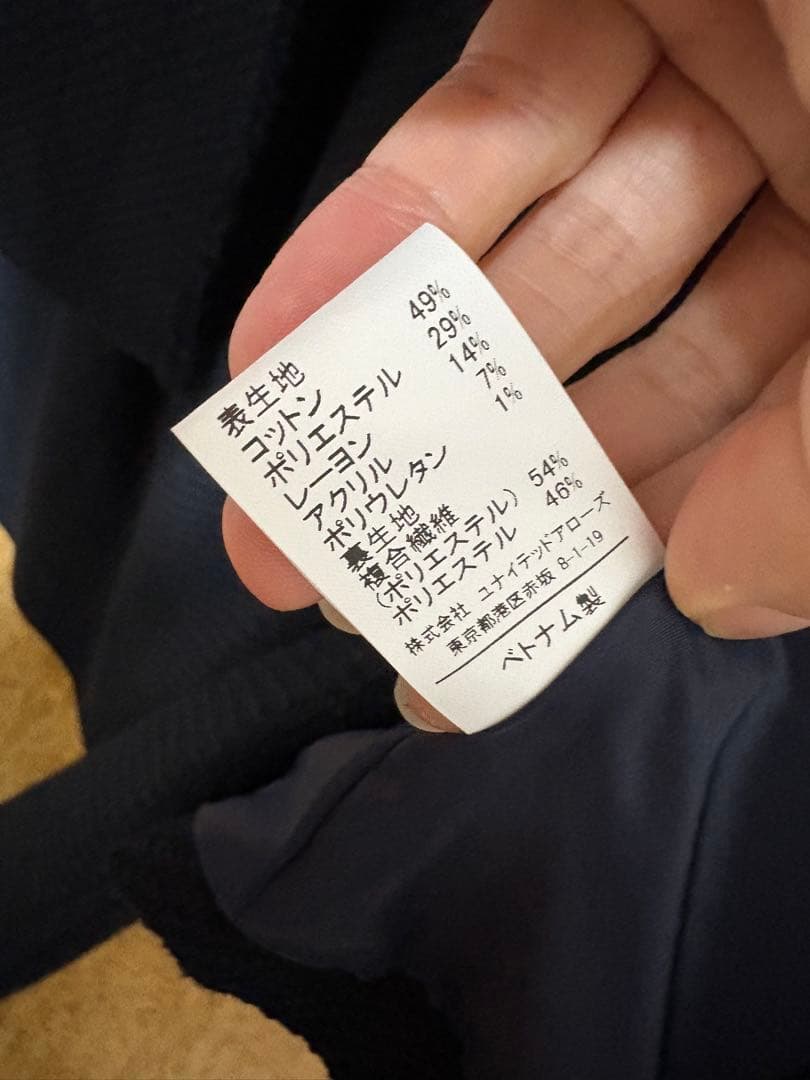 表生地
コットン 49%
ポリエステル 29%
レーヨン 14%
アクリル 7%
ポリウレタン 1%
裏生地
複合繊維
(ポリエステル) 54%
ポリエステル 46%
株式会社 ユナイテッドアローズ
東京都港区赤坂 8-1-19
ベトナム製